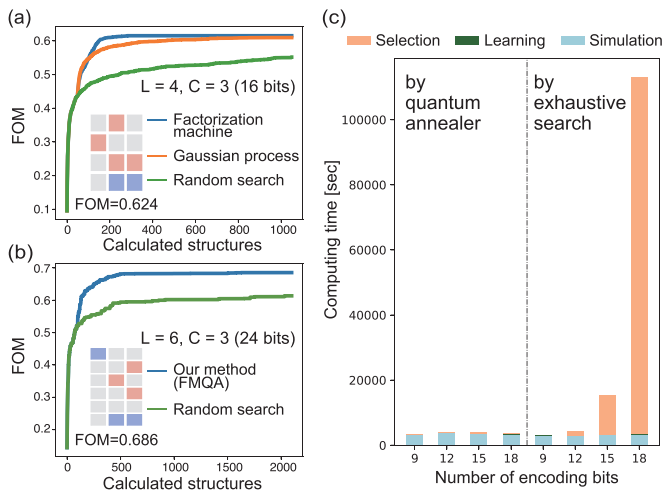 (a)
0.6
0.5
0.4
0.3
0.2
0.1
FOM
L = 4, C = 3 (16 bits)
Factorization
machine
Gaussian process
Random search
FOM=0.624
0 200 400 600 800 1000
Calculated structures
(b)
0.7
0.6
0.5
0.4
0.3
0.2
FOM
L = 6, C = 3 (24 bits)
Our method
(FMQA)
Random search
FOM=0.686
0 500 1000 1500 2000
Calculated structures
(c)
Selection Learning Simulation
by
quantum
annealer
by
exhaustive
search
Computing time [sec]
100000
80000
60000
40000
20000
0
9 12 15 18 9 12 15 18
Number of encoding bits